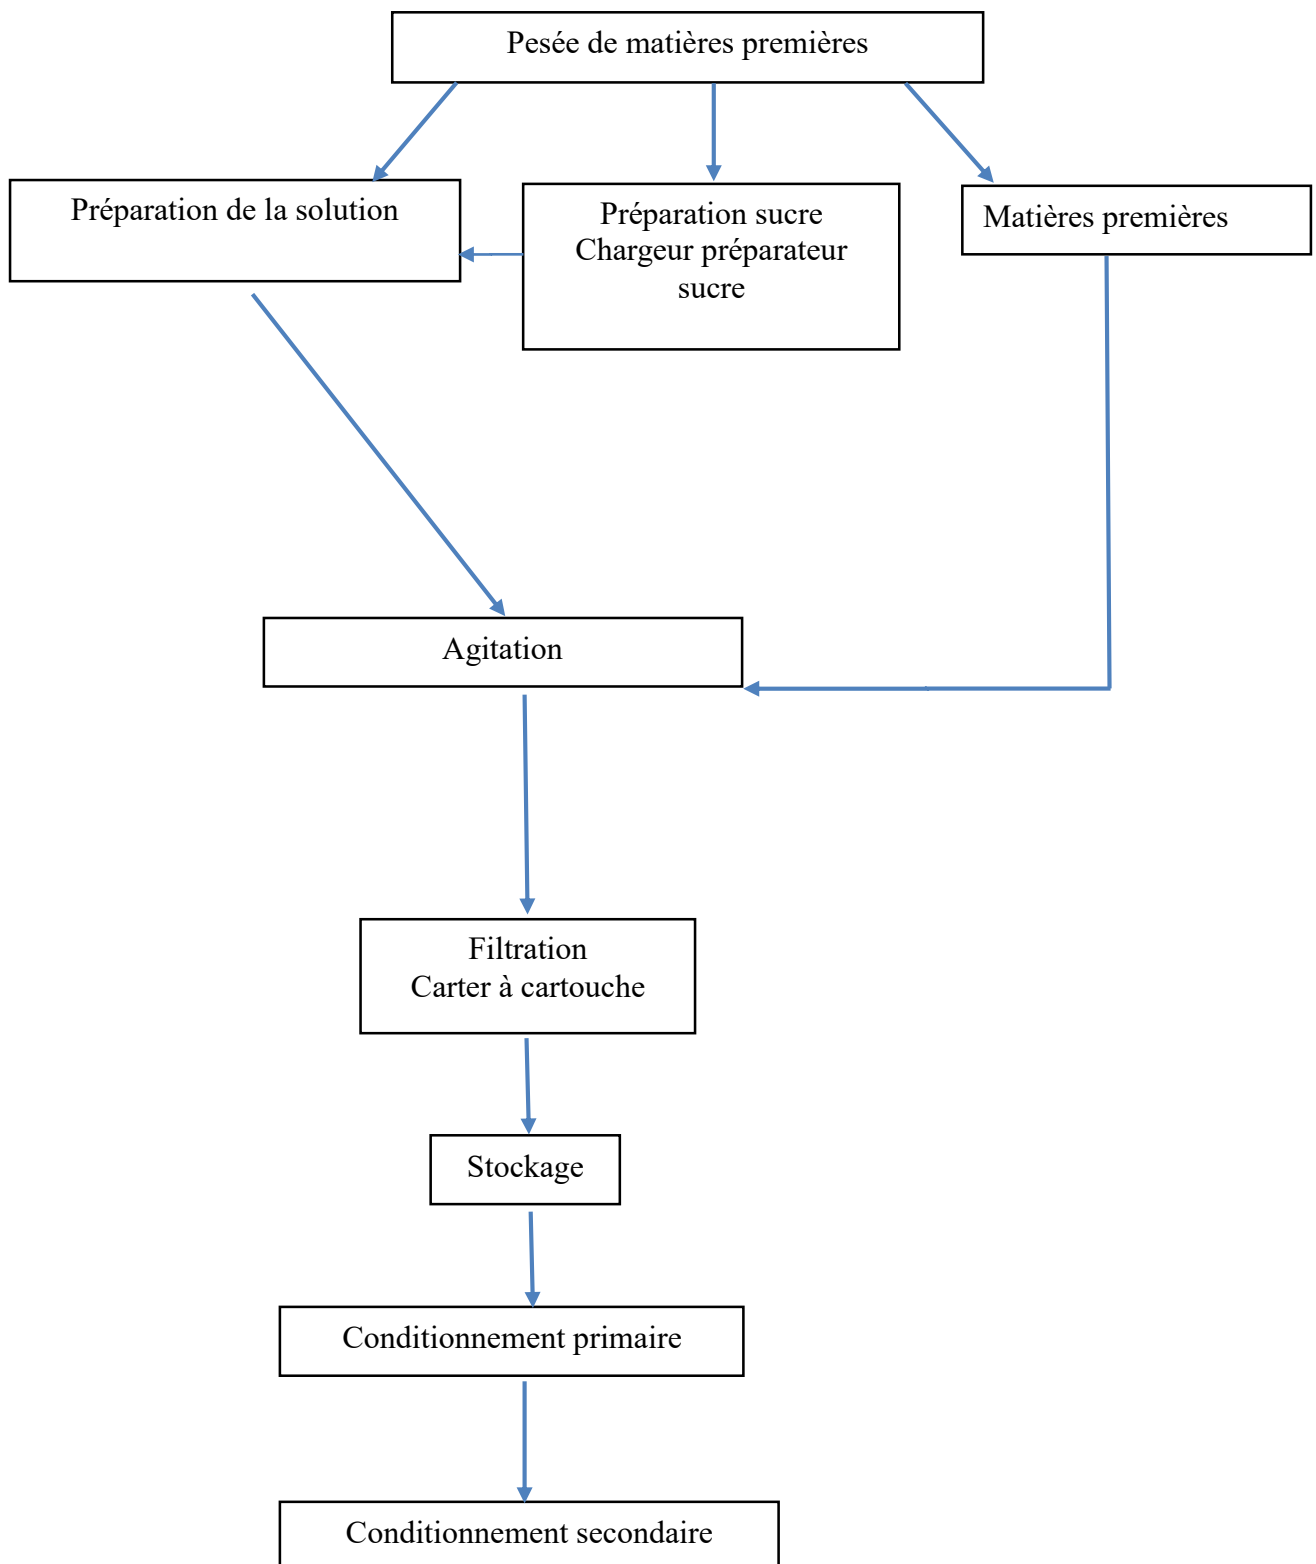 Pesée de matières premières
Préparation de la solution
Préparation sucre
Chargeur préparateur
sucre
Matières premières
Agitation
Filtration
Carter à cartouche
Stockage
Conditionnement primaire
Conditionnement secondaire